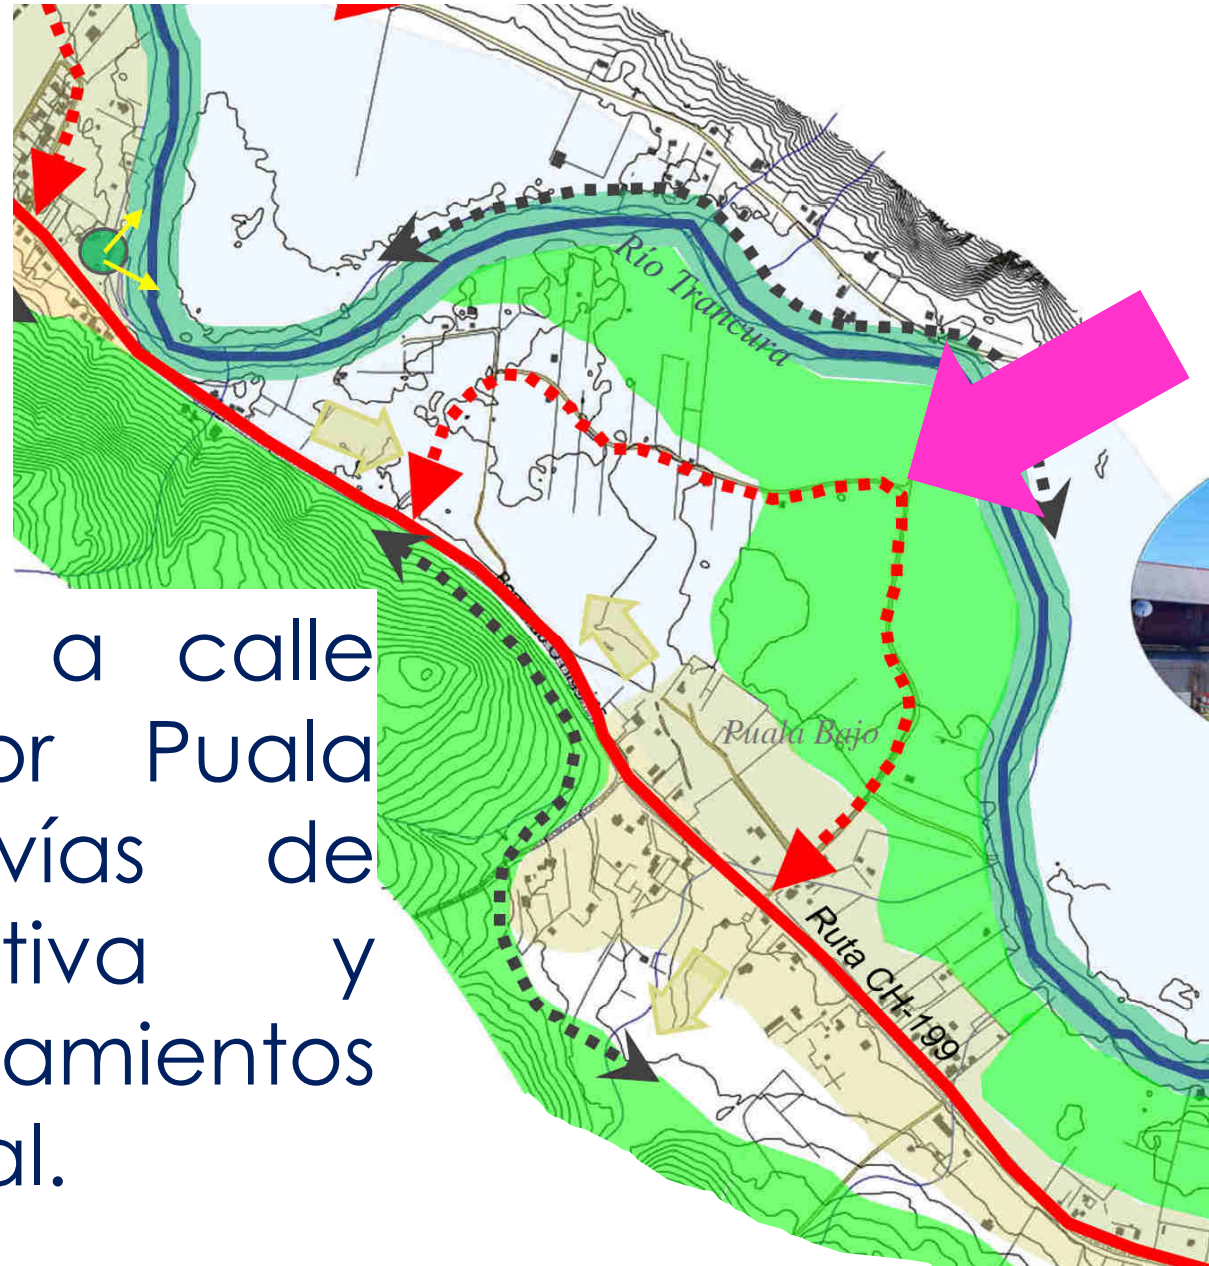 Río Trancura
Puala Bajo
Ruta CH-199
a calle
or Puala
vías de
tiva y
amientos
al.